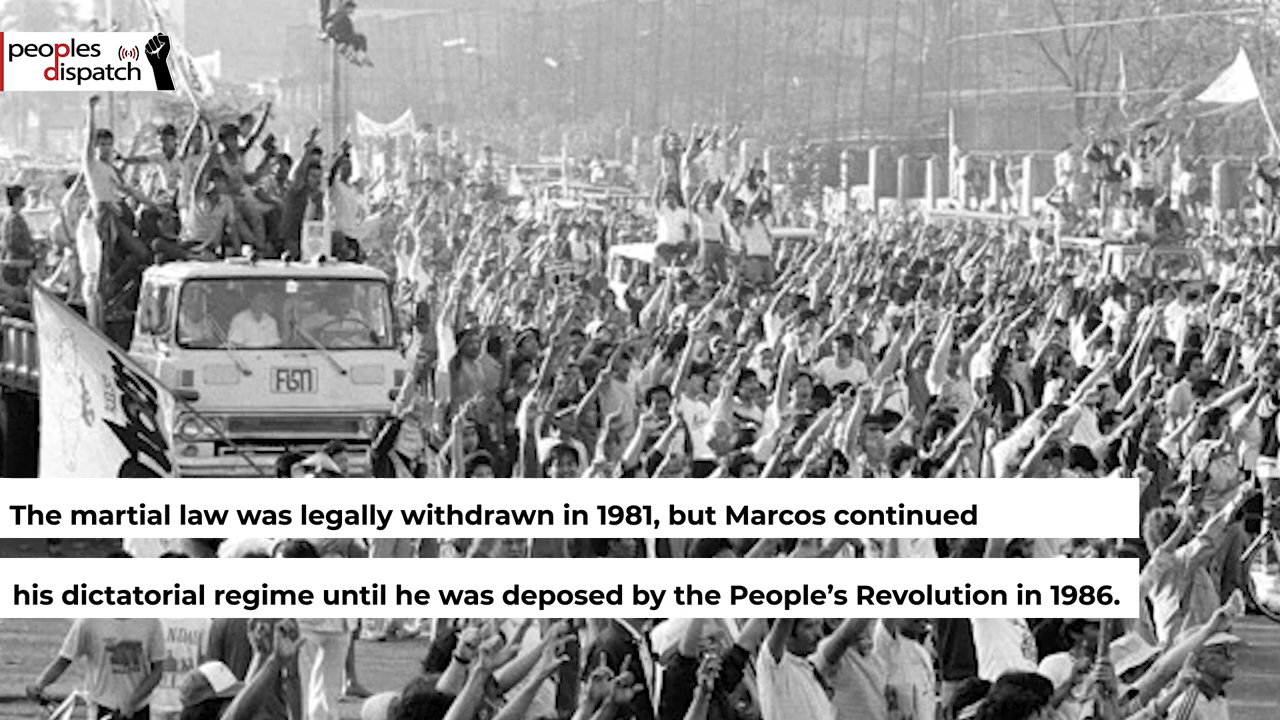 peoples
dispatch
FUSO
The martial law was legally withdrawn in 1981, but Marcos continued
his dictatorial regime until he was deposed by the People’s Revolution in 1986.